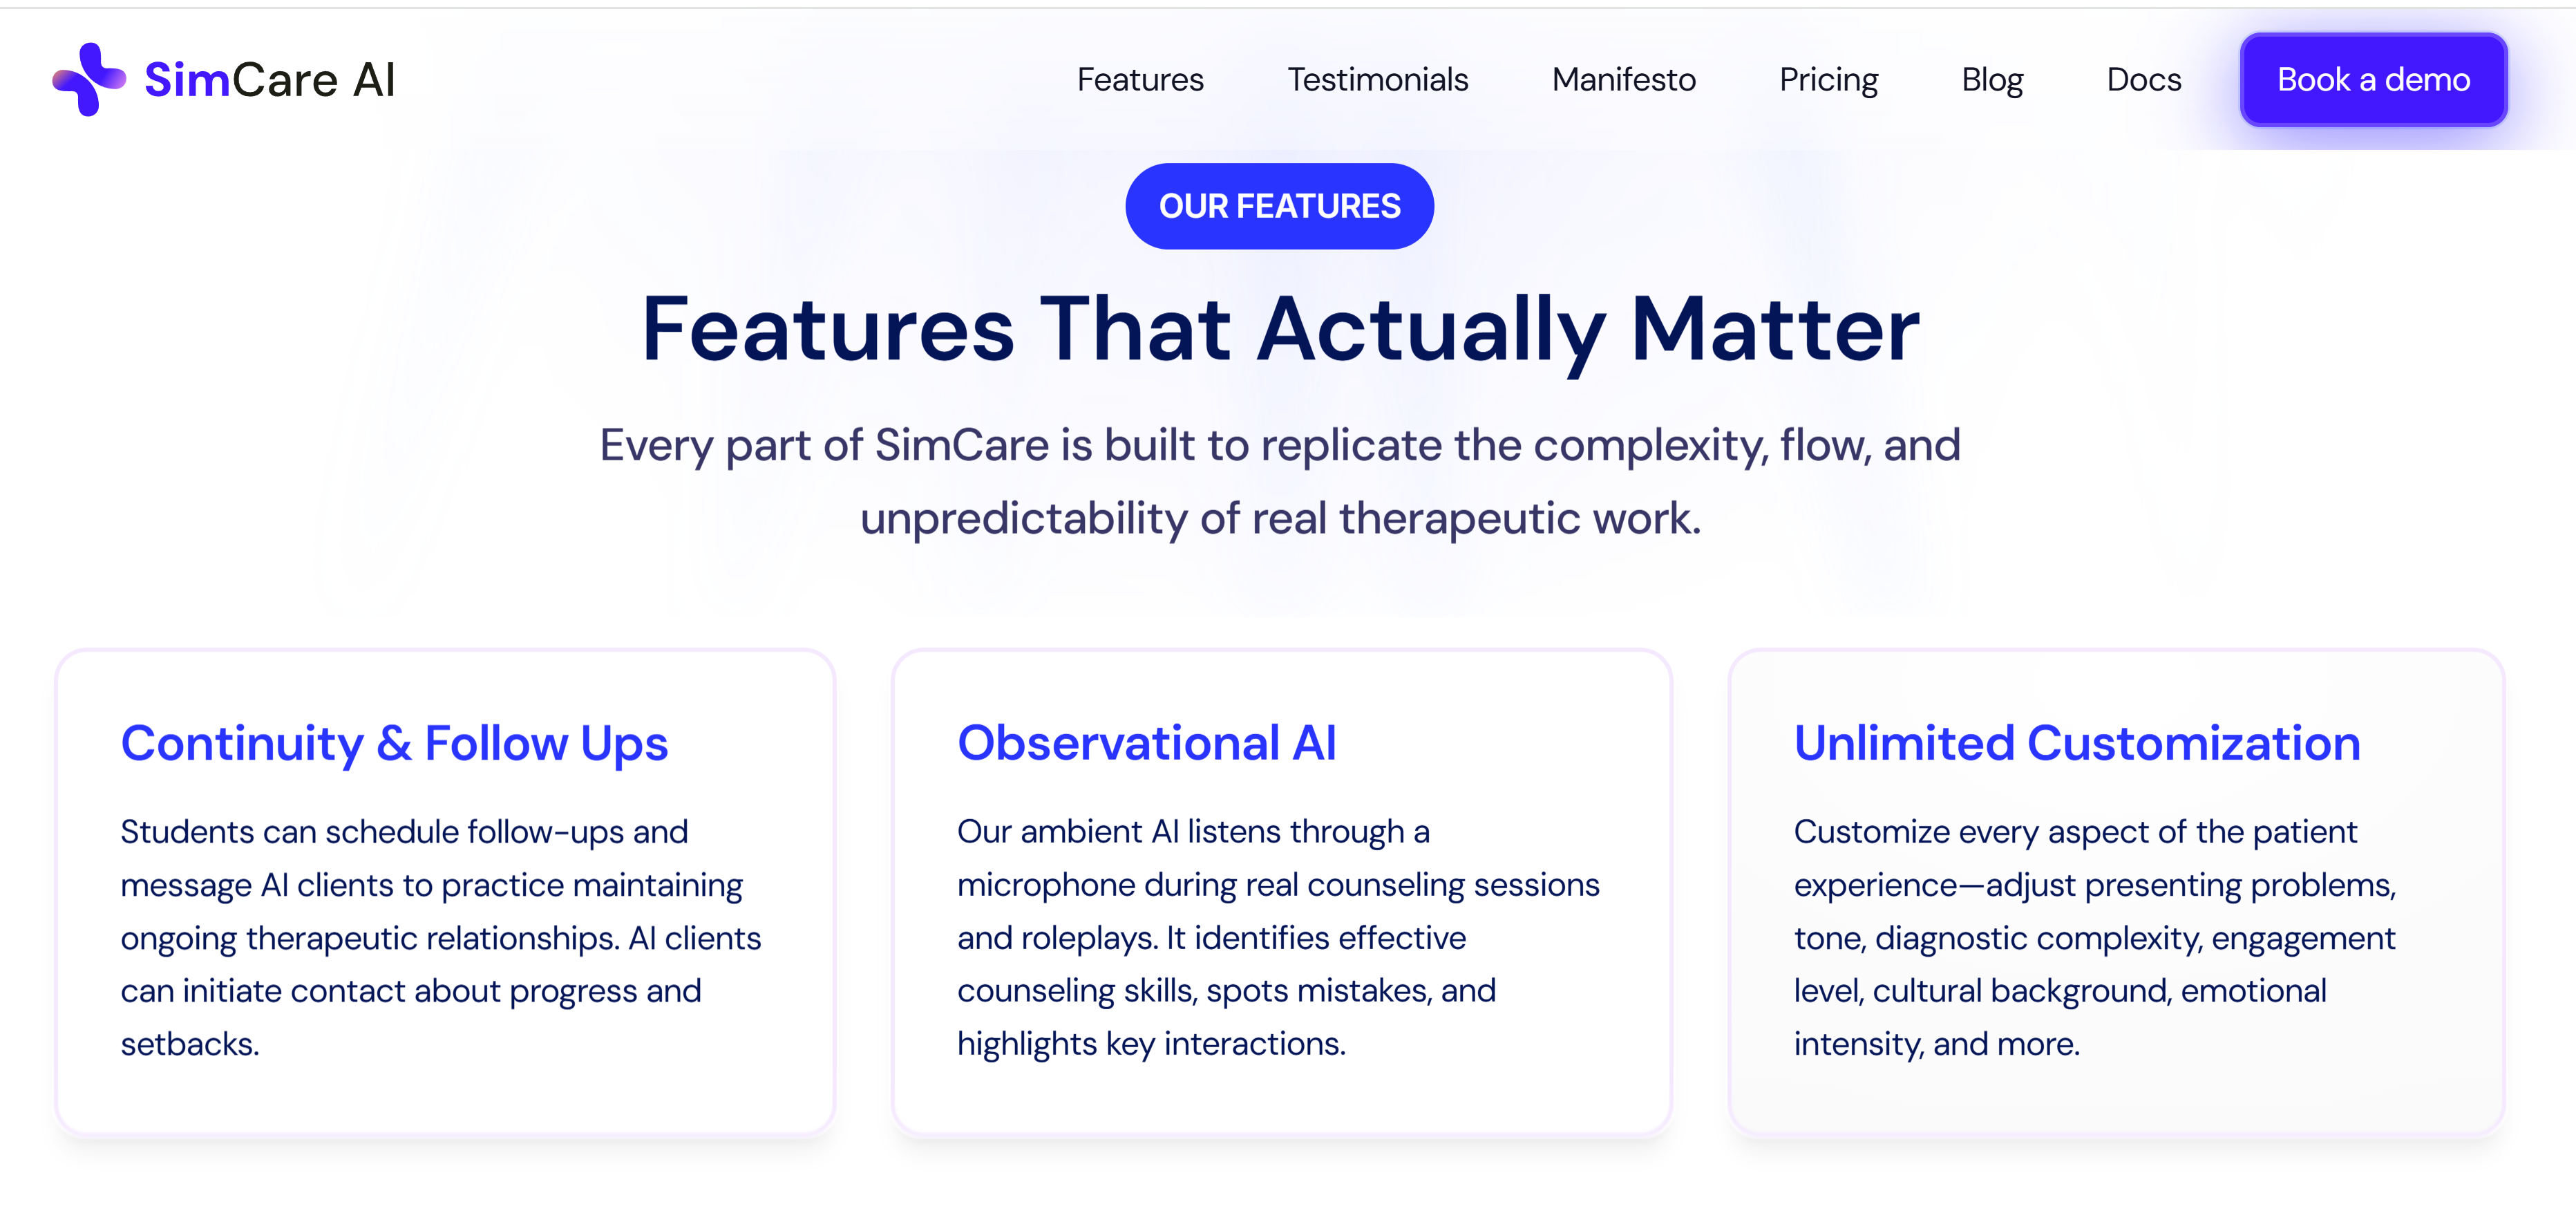 SimCare AI
Features Testimonials Manifesto Pricing Blog Docs Book a demo
OUR FEATURES
Features That Actually Matter
Every part of SimCare is built to replicate the complexity, flow, and
unpredictability of real therapeutic work.
Continuity & Follow Ups
Students can schedule follow-ups and
message AI clients to practice maintaining
ongoing therapeutic relationships. AI clients
can initiate contact about progress and
setbacks.
Observational AI
Our ambient AI listens through a
microphone during real counseling sessions
and roleplays. It identifies effective
counseling skills, spots mistakes, and
highlights key interactions.
Unlimited Customization
Customize every aspect of the patient
experience—adjust presenting problems,
tone, diagnostic complexity, engagement
level, cultural background, emotional
intensity, and more.